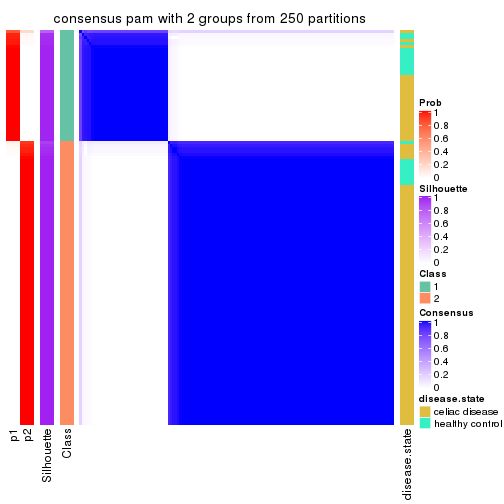 consensus pam with 2 groups from 250 partitions
Prob
1
0.8
0.6
0.4
0.2
0
Silhouette
1
0.8
0.6
0.4
0.2
0
Class
1
2
Consensus
1
0.8
0.6
0.4
0.2
0
disease.state
celiac disease
healthy control
p1
p2
Silhouette
Class
disease.state